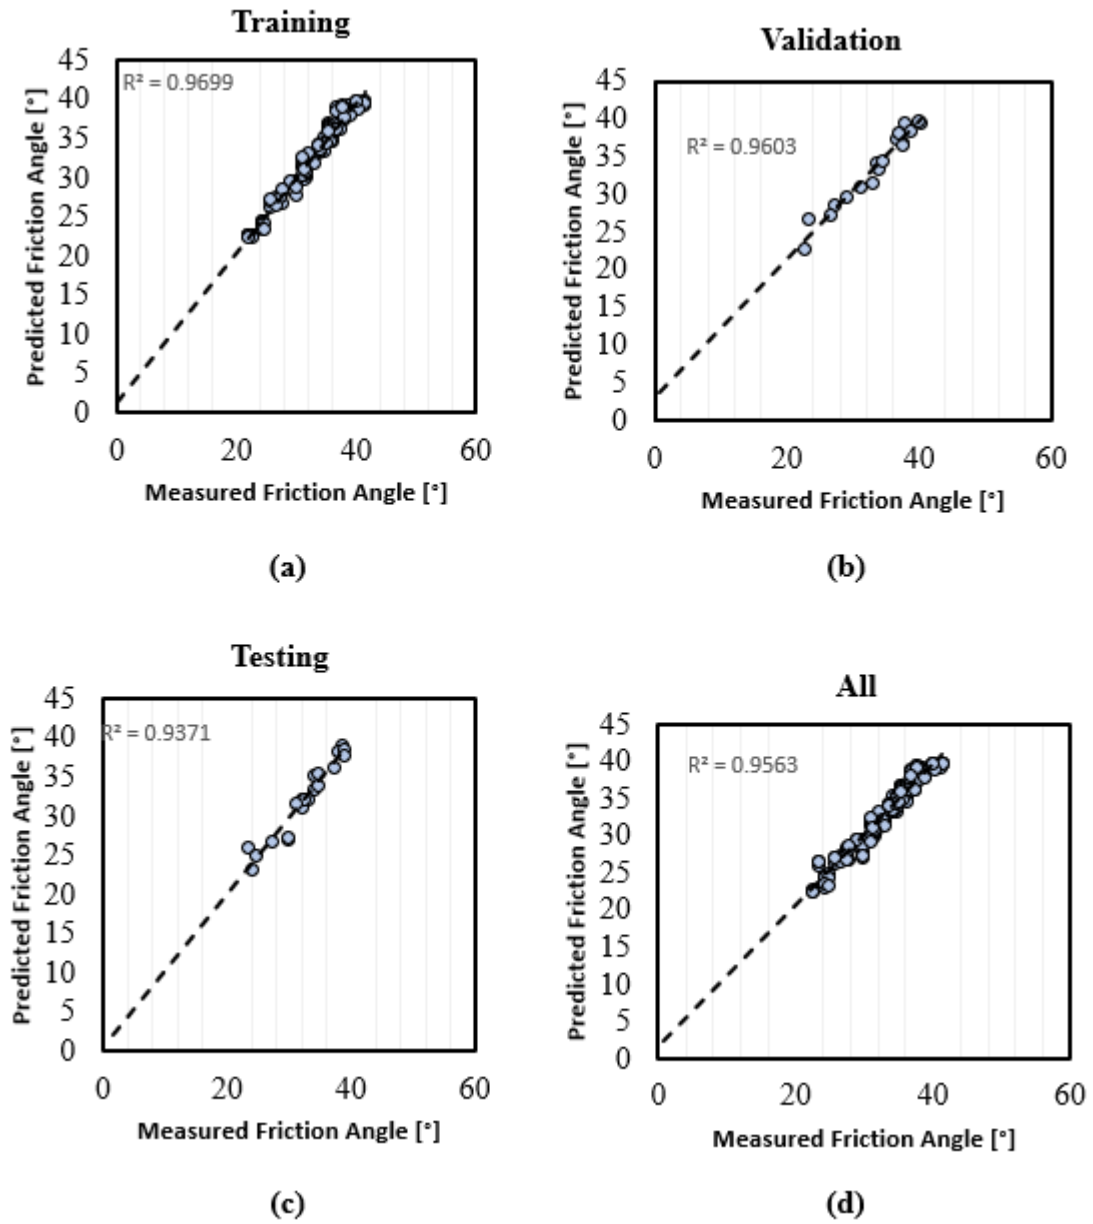 Training
R² = 0.9699
Predicted Friction Angle [°]
45
40
35
30
25
20
15
10
5
0
0 20 40 60
Measured Friction Angle [°]
(a)
Validation
R² = 0.9603
Predicted Friction Angle [°]
45
40
35
30
25
20
15
10
5
0
0 20 40 60
Measured Friction Angle [°]
(b)
Testing
R² = 0.9371
Predicted Friction Angle [°]
45
40
35
30
25
20
15
10
5
0
0 20 40 60
Measured Friction Angle [°]
(c)
All
R² = 0.9563
Predicted Friction Angle [°]
45
40
35
30
25
20
15
10
5
0
0 20 40 60
Measured Friction Angle [°]
(d)